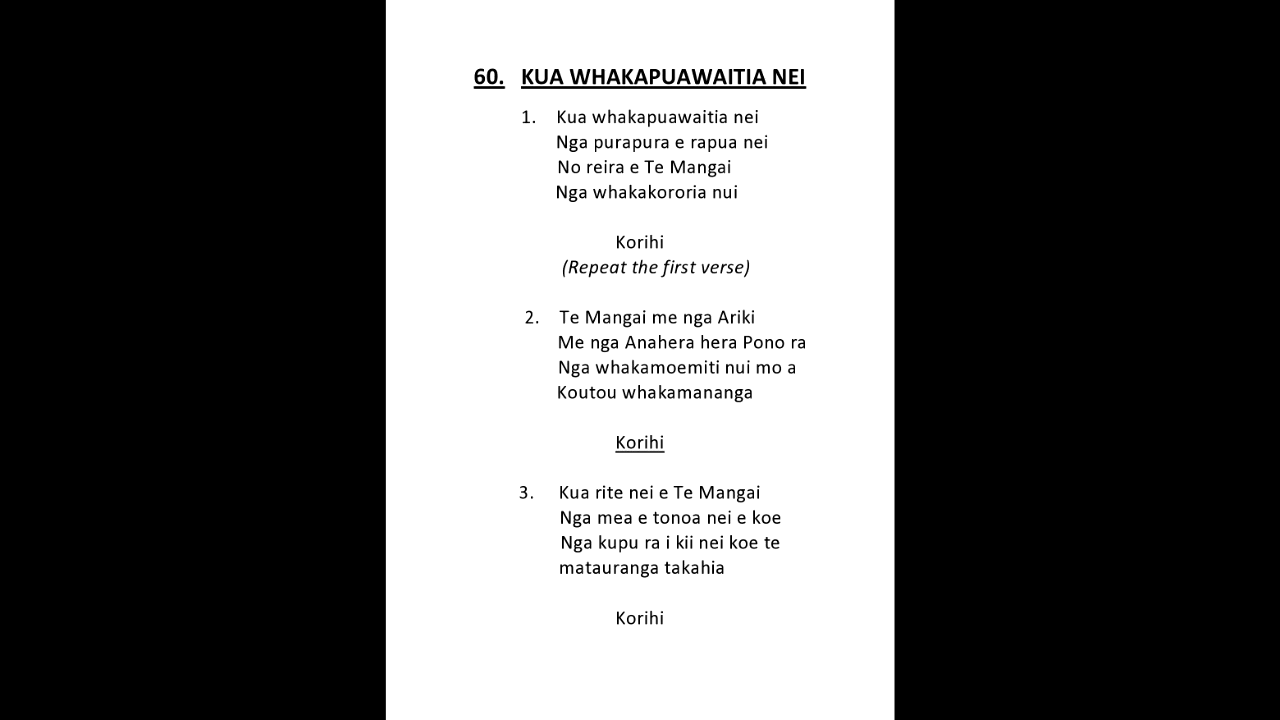 60. KUA WHAKAPUAWAITIA NEI
1. Kua whakapuawaitia nei
Nga purapura e rapua nei
No reira e Te Mangai
Nga whakakororia nui
Korihi
(Repeat the first verse)
2. Te Mangai me nga Ariki
Me nga Anahera hera Pono ra
Nga whakamoemiti nui mo a
Koutou whakamananga
Korihi
3. Kua rite nei e Te Mangai
Nga mea e tonoa nei e koe
Nga kupu ra i kii nei koe te
matauranga takahia
Korihi